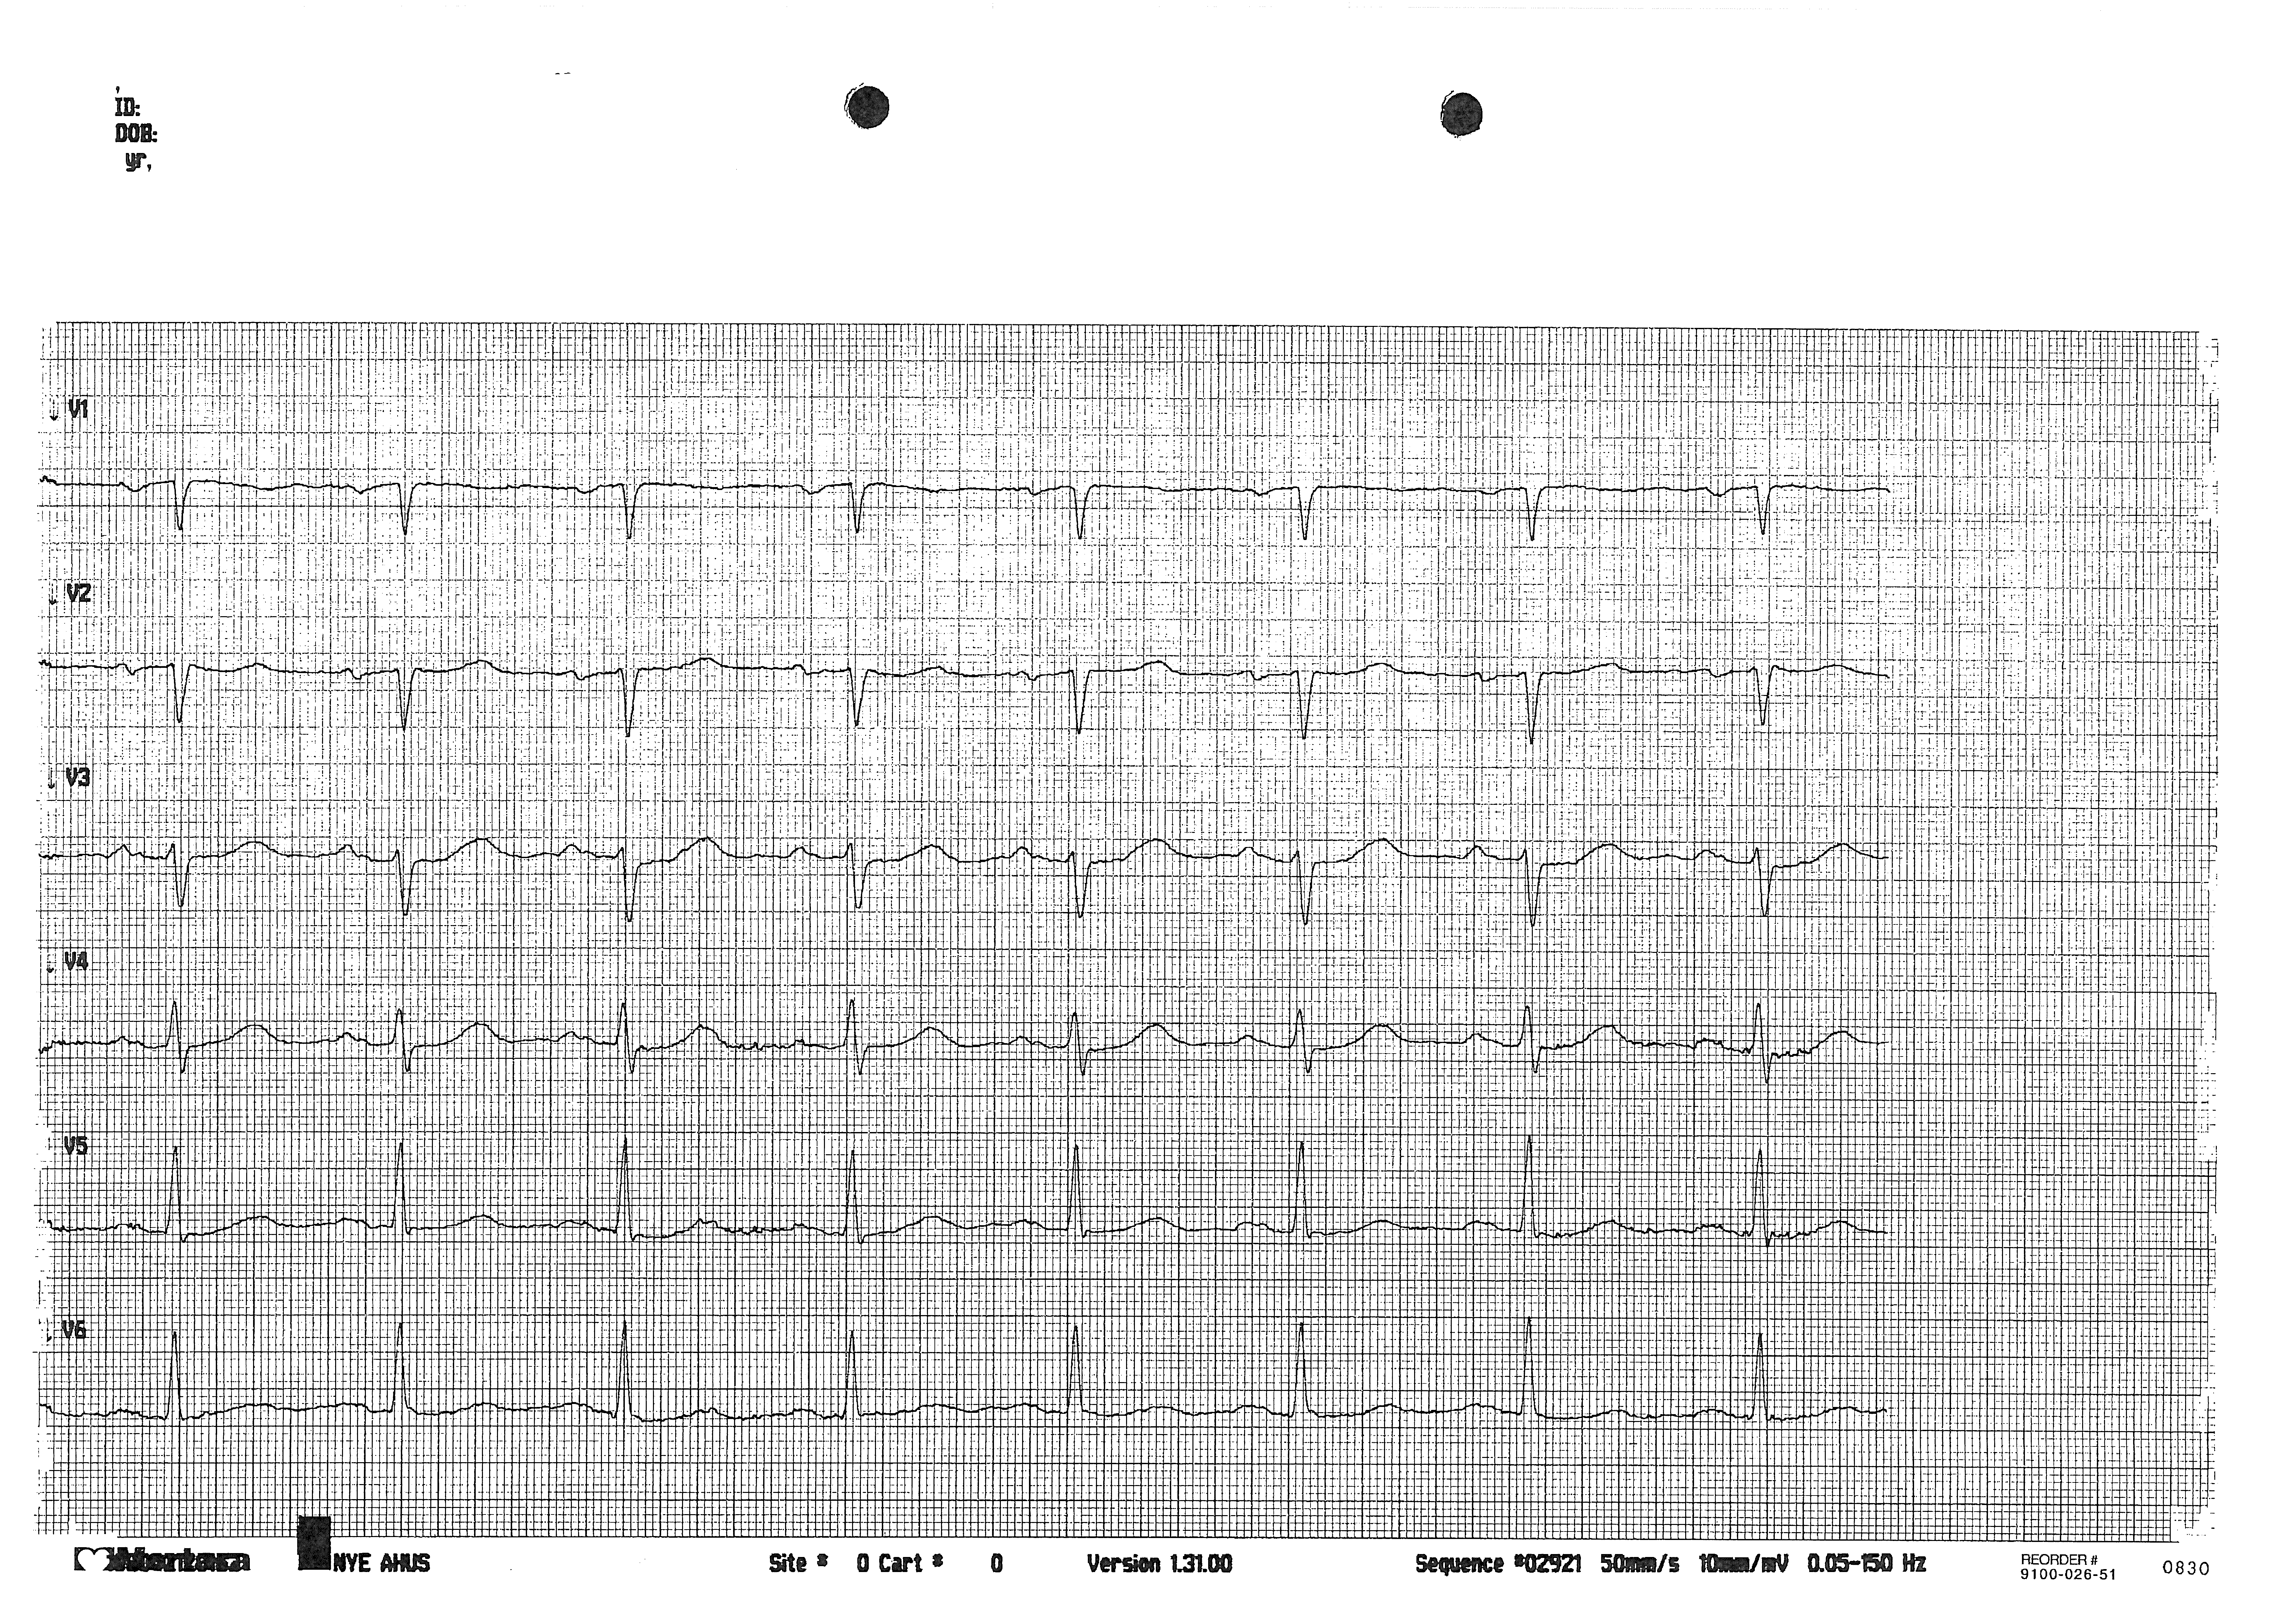 ID:
DOB:
yr,
V1
V2
V3
V4
V5
V6
NYE AHUS Site # 0 Cart # 0 Version 1.31.00 Sequence #02921 50mm/s 10mm/mV 0.05-150 Hz
REORDER #
9100-026-51
0830